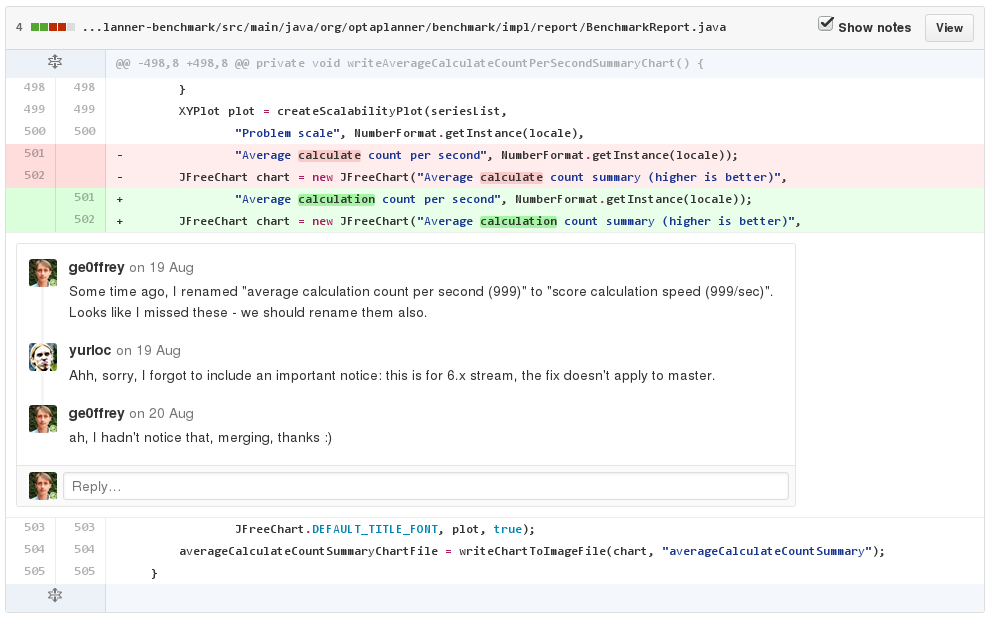 4 ...lanner-benchmark/src/main/java/org/optaplanner/benchmark/impl/report/BenchmarkReport.java Show notes View
@@ -498,8 +498,8 @@ private void writeAverageCalculateCountPerSecondSummaryChart() {
498 498 }
499 499 XYPlot plot = createScalabilityPlot(seriesList,
500 500 "Problem scale", NumberFormat.getInstance(locale),
501 - "Average calculate count per second", NumberFormat.getInstance(locale));
502 - JFreeChart chart = new JFreeChart("Average calculate count summary (higher is better)",
501 + "Average calculation count per second", NumberFormat.getInstance(locale));
502 + JFreeChart chart = new JFreeChart("Average calculation count summary (higher is better)",
ge0ffrey on 19 Aug
Some time ago, I renamed "average calculation count per second (999)" to "score calculation speed (999/sec)".
Looks like I missed these - we should rename them also.
yurloc on 19 Aug
Ahh, sorry, I forgot to include an important notice: this is for 6.x stream, the fix doesn't apply to master.
ge0ffrey on 20 Aug
ah, I hadn't notice that, merging, thanks :)
Reply...
503 503 JFreeChart.DEFAULT_TITLE_FONT, plot, true);
504 504 averageCalculateCountSummaryChartFile = writeChartToImageFile(chart, "averageCalculateCountSummary");
505 505 }